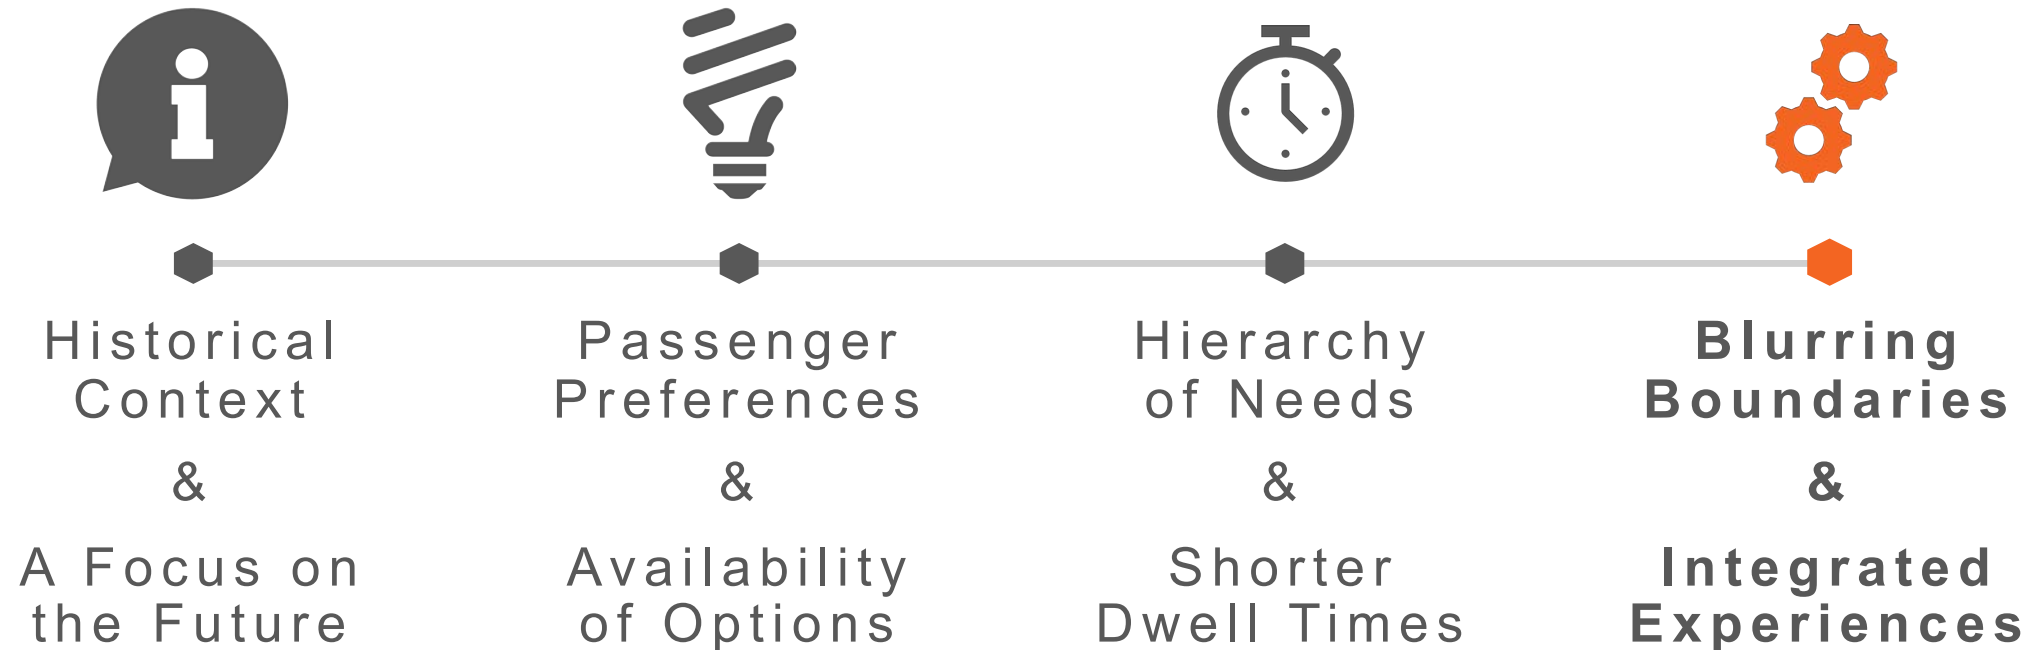 Historical
Context
&
A Focus on
the Future
Passenger
Preferences
&
Availability
of Options
Hierarchy
of Needs
&
Shorter
Dwell Times
Blurring
Boundaries
&
Integrated
Experiences